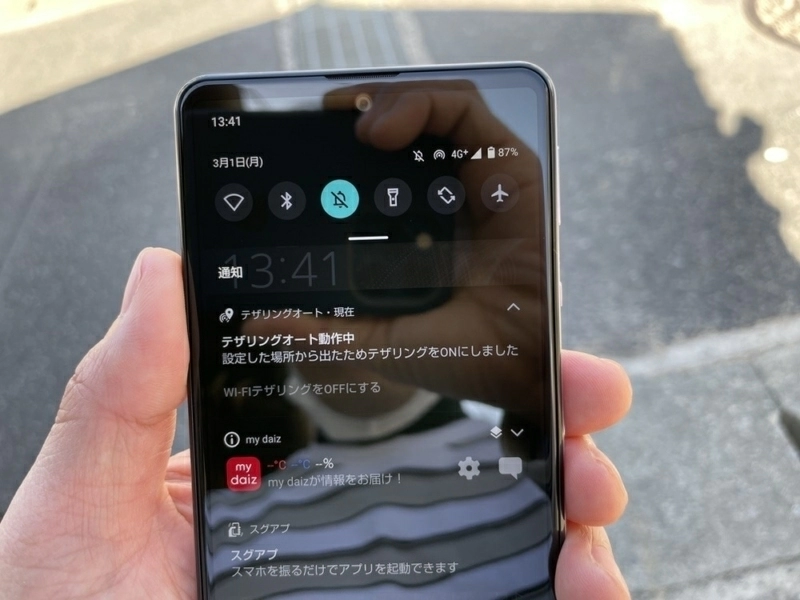 13:41
3月1日(月)
4G+ 87%
13:41
通知
テザリングオート・現在
テザリングオート動作中
設定した場所から出たためテザリングをONにしました
WI-FIテザリングをOFFにする
my daiz
my daiz
--°C --°C --%
my daizが情報をお届け！
スグアプ
スグアプ
スマホを振るだけでアプリを起動できます